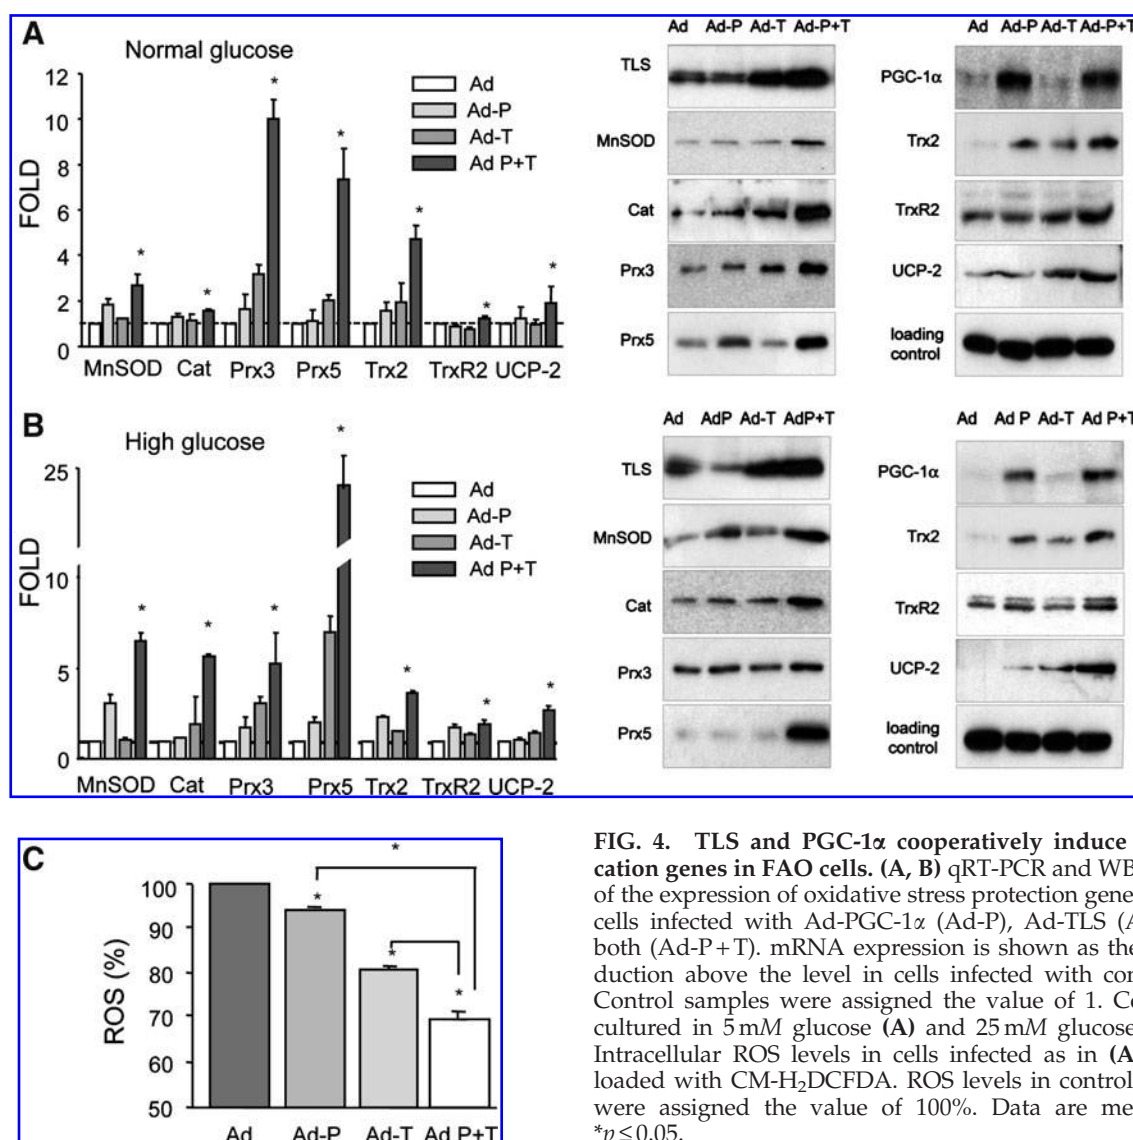 A
Normal glucose
Ad
Ad-P
Ad-T
Ad P+T
FOLD
12
10
8
6
4
2
0
*
*
*
*
*
*
*
MnSOD Cat Prx3 Prx5 Trx2 TrxR2 UCP-2
Ad Ad-P Ad-T Ad-P+T
TLS
MnSOD
Cat
Prx3
Prx5
Ad Ad-P Ad-T Ad-P+T
PGC-1α
Trx2
TrxR2
UCP-2
loading
control
B
High glucose
Ad
Ad-P
Ad-T
Ad P+T
FOLD
25
10
5
0
*
*
*
*
*
*
*
MnSOD Cat Prx3 Prx5 Trx2 TrxR2 UCP-2
Ad AdP Ad-T AdP+T
TLS
MnSOD
Cat
Prx3
Prx5
Ad Ad P Ad-T Ad P+T
PGC-1α
Trx2
TrxR2
UCP-2
loading
control
C
ROS (%)
100
90
80
70
60
50
*
*
*
*
Ad Ad-P Ad-T Ad P+T
FIG. 4. TLS and PGC-1α cooperatively induce
cation genes in FAO cells. (A, B) qRT-PCR and WB
of the expression of oxidative stress protection gene
cells infected with Ad-PGC-1α (Ad-P), Ad-TLS (A
both (Ad-P+T). mRNA expression is shown as the
duction above the level in cells infected with con
Control samples were assigned the value of 1. Ce
cultured in 5 mM glucose (A) and 25 mM glucose
Intracellular ROS levels in cells infected as in (A
loaded with CM-H₂DCFDA. ROS levels in control
were assigned the value of 100%. Data are me
*p≤0.05.